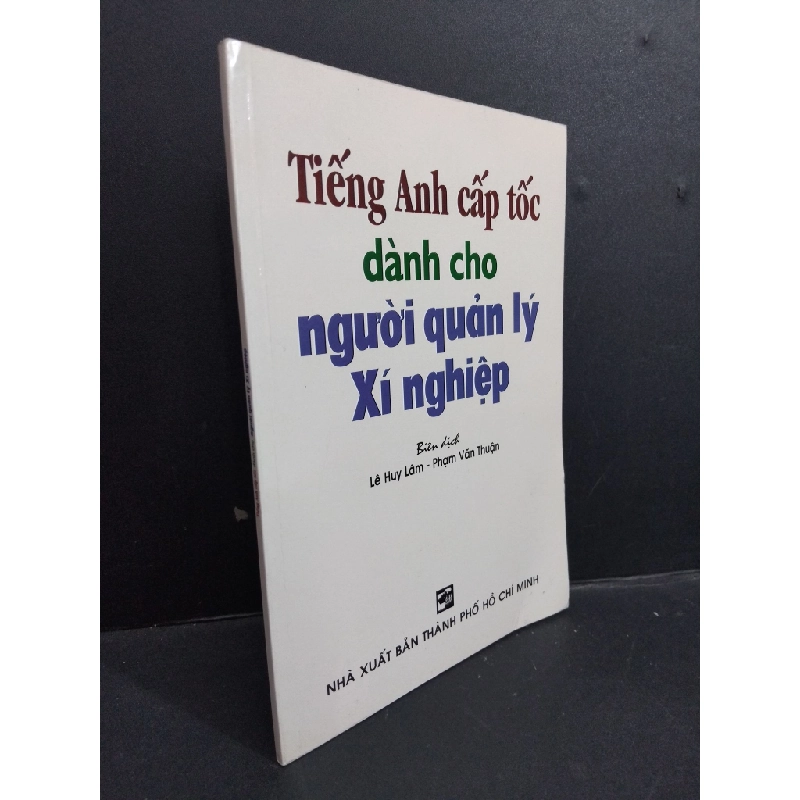 Tiếng Anh cấp tốc
dành cho
người quản lý
Xí nghiệp
Biên dịch
Lê Huy Lâm - Phạm Văn Thuận
NHÀ XUẤT BẢN THÀNH PHỐ HỒ CHÍ MINH